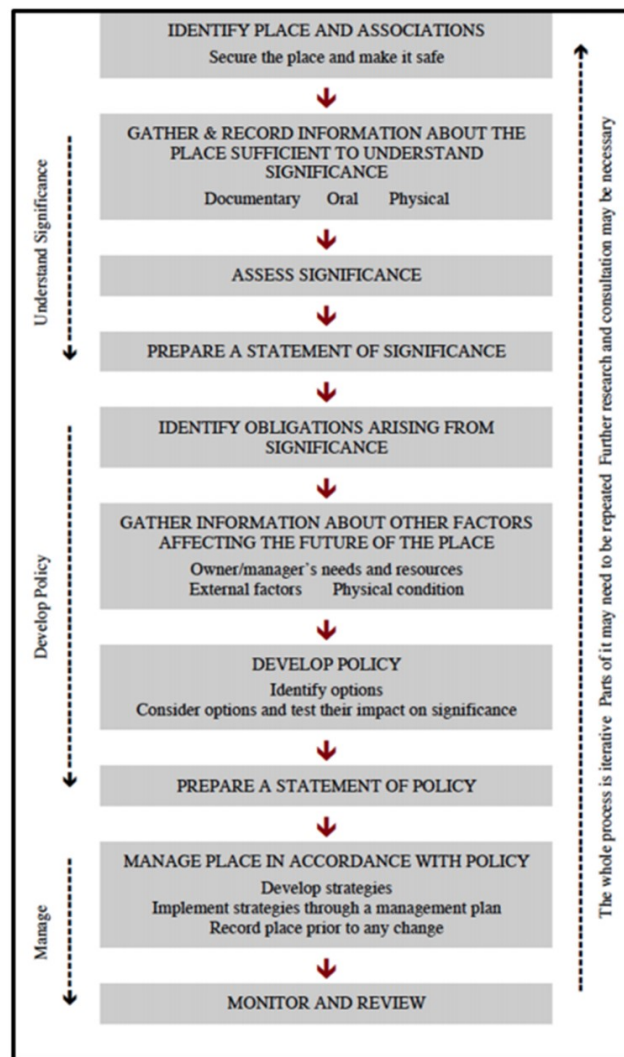 IDENTIFY PLACE AND ASSOCIATIONS
Secure the place and make it safe
GATHER & RECORD INFORMATION ABOUT THE
PLACE SUFFICIENT TO UNDERSTAND
SIGNIFICANCE
Documentary Oral Physical
ASSESS SIGNIFICANCE
PREPARE A STATEMENT OF SIGNIFICANCE
IDENTIFY OBLIGATIONS ARISING FROM
SIGNIFICANCE
GATHER INFORMATION ABOUT OTHER FACTORS
AFFECTING THE FUTURE OF THE PLACE
Owner/manager's needs and resources
External factors Physical condition
DEVELOP POLICY
Identify options
Consider options and test their impact on significance
PREPARE A STATEMENT OF POLICY
MANAGE PLACE IN ACCORDANCE WITH POLICY
Develop strategies
Implement strategies through a management plan
Record place prior to any change
MONITOR AND REVIEW
Understand Significance
Develop Policy
Manage
The whole process is iterative Parts of it may need to be repeated Further research and consultation may be necessary